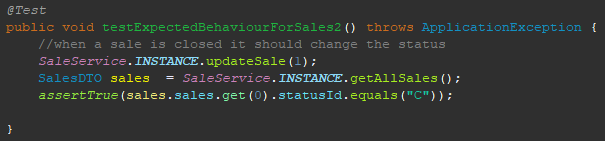 @Test
public void testExpectedBehaviourForSales2() throws ApplicationException {
//when a sale is closed it should change the status
SaleService.INSTANCE.updateSale(1);
SalesDTO sales = SaleService.INSTANCE.getAllSales();
assertTrue(sales.sales.get(0).statusId.equals("C"));
}